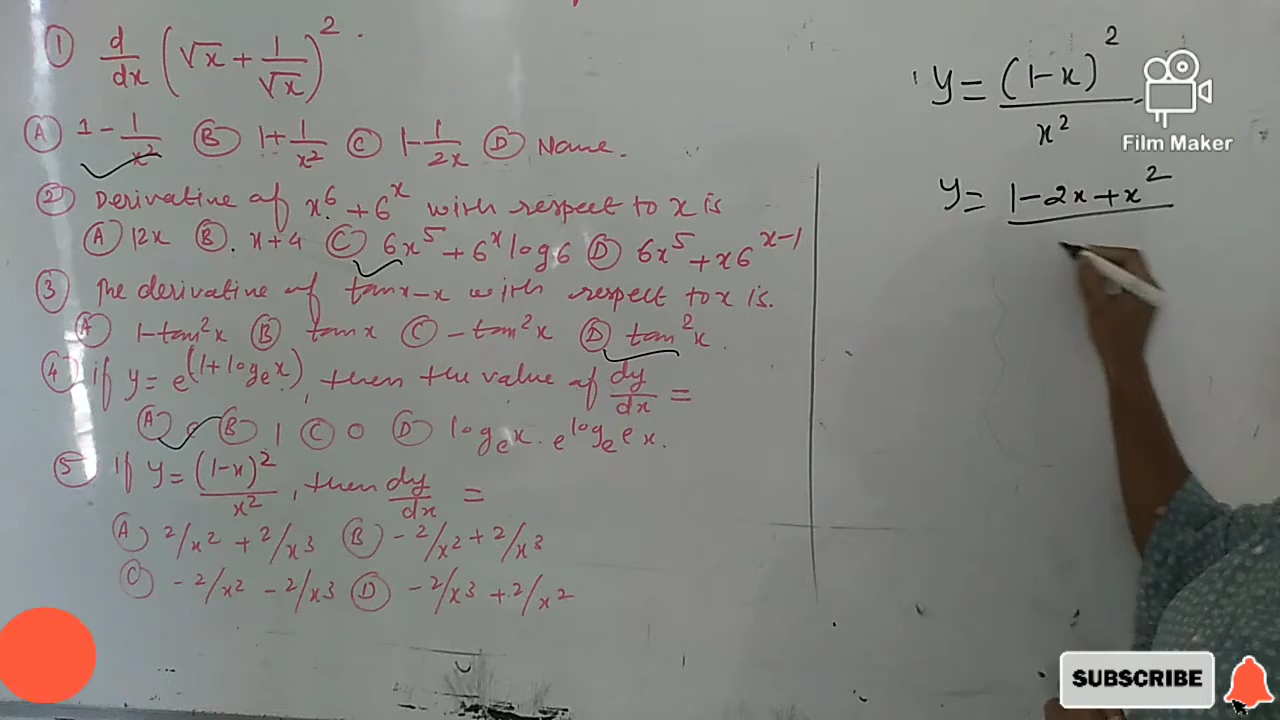 ① d/dx (√x + 1/√x)² .
Ⓐ 1 - 1/x² Ⓑ 1 + 1/x² Ⓒ 1 - 1/2x Ⓓ None.
② Derivative of x⁶ + 6ˣ with respect to x is
Ⓐ 12x Ⓑ. x+4 Ⓒ 6x⁵ + 6ˣ log 6 Ⓓ 6x⁵ + x6ˣ⁻¹
③ The derivative of tan x - x with respect to x is.
Ⓐ 1 - tan²x Ⓑ tan x Ⓒ - tan²x Ⓓ tan²x.
④ if y = e^(1 + logₑx), then the value of dy/dx =
Ⓐ e Ⓑ 1 Ⓒ 0 Ⓓ logₑx . e^logₑ e x.
⑤ if y = (1-x)²/x², then dy/dx =
Ⓐ 2/x² + 2/x³ Ⓑ - 2/x² + 2/x³
Ⓒ - 2/x² - 2/x³ Ⓓ - 2/x³ + 2/x²
y = (1-x)²/x²
y = 1 - 2x + x²
Film Maker
SUBSCRIBE